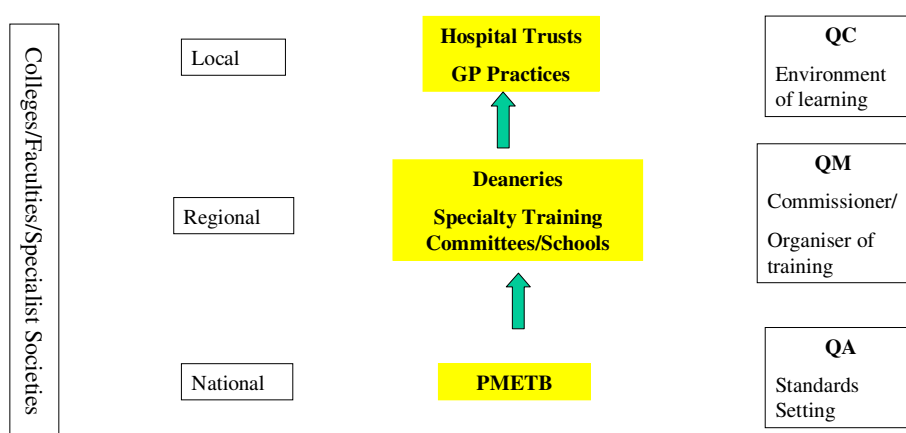 Colleges/Faculties/Specialist Societies
Local
Hospital Trusts
GP Practices
QC
Environment
of learning
Regional
Deaneries
Specialty Training
Committees/Schools
QM
Commissioner/
Organiser of
training
National
PMETB
QA
Standards
Setting